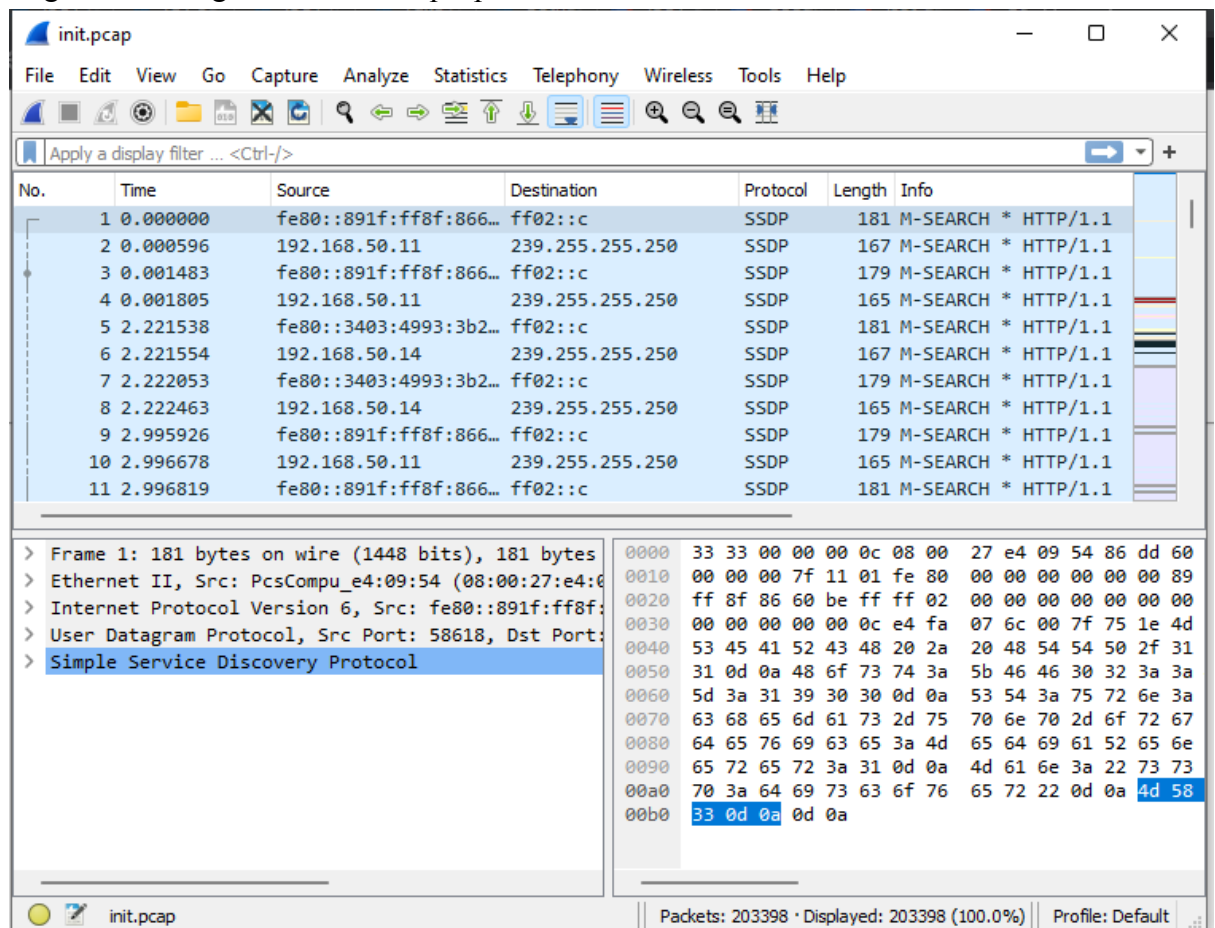 init.pcap
File Edit View Go Capture Analyze Statistics Telephony Wireless Tools Help
Apply a display filter ... <Ctrl-/>
No. Time Source Destination Protocol Length Info
1 0.000000 fe80::891f:ff8f:866… ff02::c SSDP 181 M-SEARCH * HTTP/1.1
2 0.000596 192.168.50.11 239.255.255.250 SSDP 167 M-SEARCH * HTTP/1.1
3 0.001483 fe80::891f:ff8f:866… ff02::c SSDP 179 M-SEARCH * HTTP/1.1
4 0.001805 192.168.50.11 239.255.255.250 SSDP 165 M-SEARCH * HTTP/1.1
5 2.221538 fe80::3403:4993:3b2… ff02::c SSDP 181 M-SEARCH * HTTP/1.1
6 2.221554 192.168.50.14 239.255.255.250 SSDP 167 M-SEARCH * HTTP/1.1
7 2.222053 fe80::3403:4993:3b2… ff02::c SSDP 179 M-SEARCH * HTTP/1.1
8 2.222463 192.168.50.14 239.255.255.250 SSDP 165 M-SEARCH * HTTP/1.1
9 2.995926 fe80::891f:ff8f:866… ff02::c SSDP 179 M-SEARCH * HTTP/1.1
10 2.996678 192.168.50.11 239.255.255.250 SSDP 165 M-SEARCH * HTTP/1.1
11 2.996819 fe80::891f:ff8f:866… ff02::c SSDP 181 M-SEARCH * HTTP/1.1
> Frame 1: 181 bytes on wire (1448 bits), 181 bytes
> Ethernet II, Src: PcsCompu_e4:09:54 (08:00:27:e4:0
> Internet Protocol Version 6, Src: fe80::891f:ff8f:
> User Datagram Protocol, Src Port: 58618, Dst Port:
> Simple Service Discovery Protocol
0000 33 33 00 00 00 0c 08 00 27 e4 09 54 86 dd 60
0010 00 00 00 7f 11 01 fe 80 00 00 00 00 00 00 89
0020 ff 8f 86 60 be ff ff 02 00 00 00 00 00 00 00
0030 00 00 00 00 00 0c e4 fa 07 6c 00 7f 75 1e 4d
0040 53 45 41 52 43 48 20 2a 20 48 54 54 50 2f 31
0050 31 0d 0a 48 6f 73 74 3a 5b 46 46 30 32 3a 3a
0060 5d 3a 31 39 30 30 0d 0a 53 54 3a 75 72 6e 3a
0070 63 68 65 6d 61 73 2d 75 70 6e 70 2d 6f 72 67
0080 64 65 76 69 63 65 3a 4d 65 64 69 61 52 65 6e
0090 65 72 65 72 3a 31 0d 0a 4d 61 6e 3a 22 73 73
00a0 70 3a 64 69 73 63 6f 76 65 72 22 0d 0a 4d 58
00b0 33 0d 0a 0d 0a
init.pcap
Packets: 203398 · Displayed: 203398 (100.0%)
Profile: Default